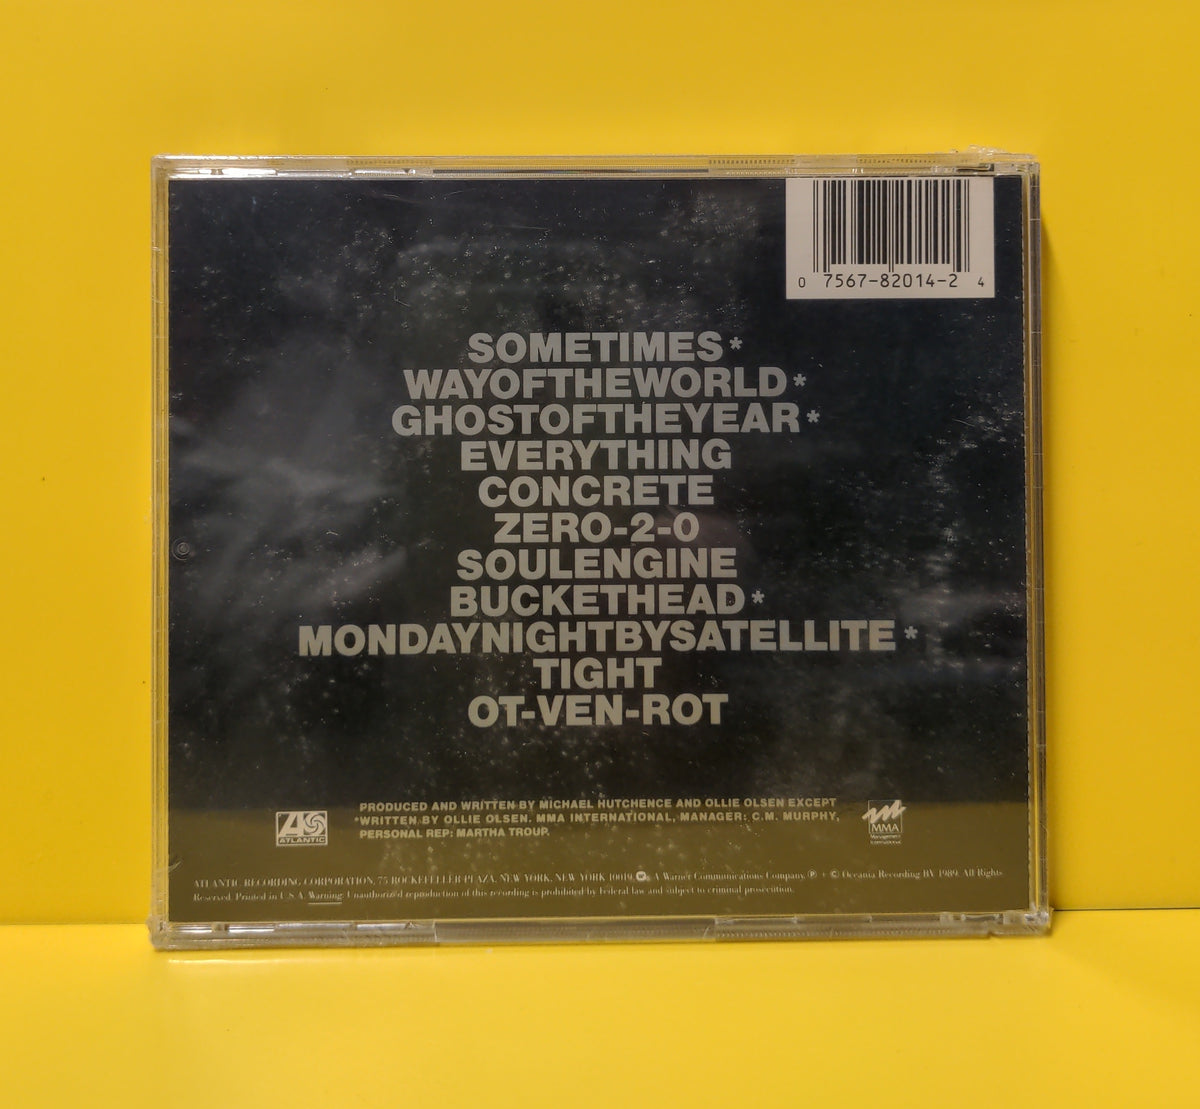 0 7567-82014-2 4
SOMETIMES*
WAYOFTHEWORLD*
GHOSTOFTHEYEAR*
EVERYTHING
CONCRETE
ZERO-2-0
SOULENGINE
BUCKETHEAD*
MONDAYNIGHTBYSATELLITE*
TIGHT
OT-VEN-ROT
PRODUCED AND WRITTEN BY MICHAEL HUTCHENCE AND OLLIE OLSEN EXCEPT
*WRITTEN BY OLLIE OLSEN. MMA INTERNATIONAL, MANAGER: C.M. MURPHY,
PERSONAL REP: MARTHA TROUP.
ATLANTIC
MMA
Management
International
ATLANTIC RECORDING CORPORATION, 75 ROCKEFELLER PLAZA, NEW YORK, NEW YORK 10019. A Warner Communications Company ℗ + © Oceania Recording BV 1989. All Rights
Reserved. Printed in U.S.A. Warning: Unauthorized reproduction of this recording is prohibited by Federal law and subject to criminal prosecution.